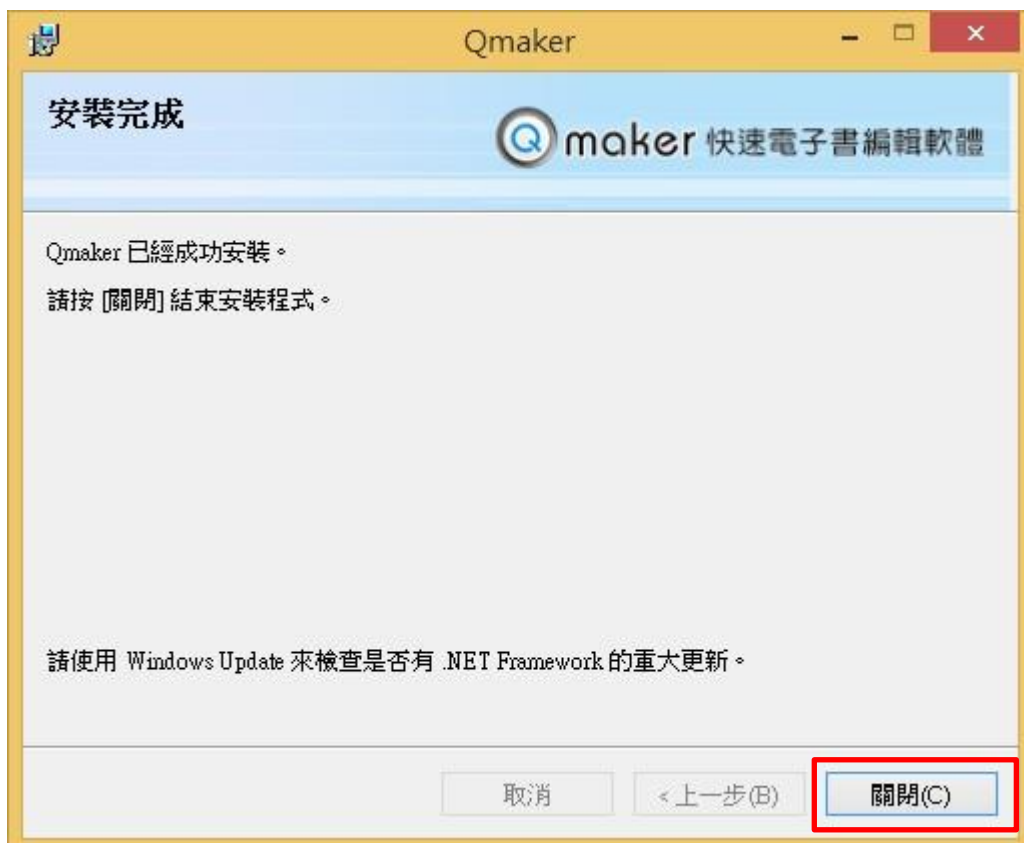 Qmaker
安裝完成
Qmaker 快速電子書編輯軟體
Qmaker 已經成功安裝。
請按 [關閉] 結束安裝程式。
請使用 Windows Update 來檢查是否有 .NET Framework 的重大更新。
取消
<上一步(B)
關閉(C)